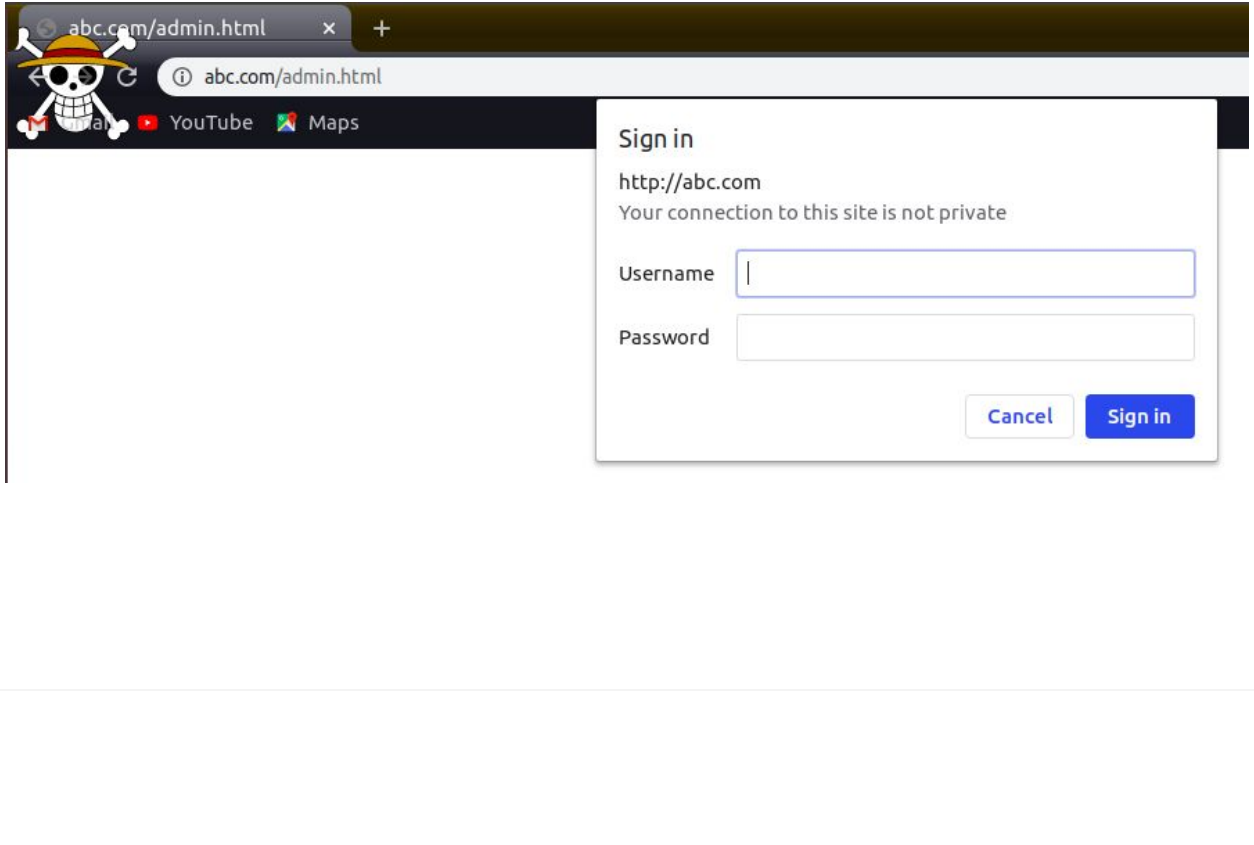 abc.com/admin.html
abc.com/admin.html
Gmail YouTube Maps
Sign in
http://abc.com
Your connection to this site is not private
Username
Password
Cancel Sign in